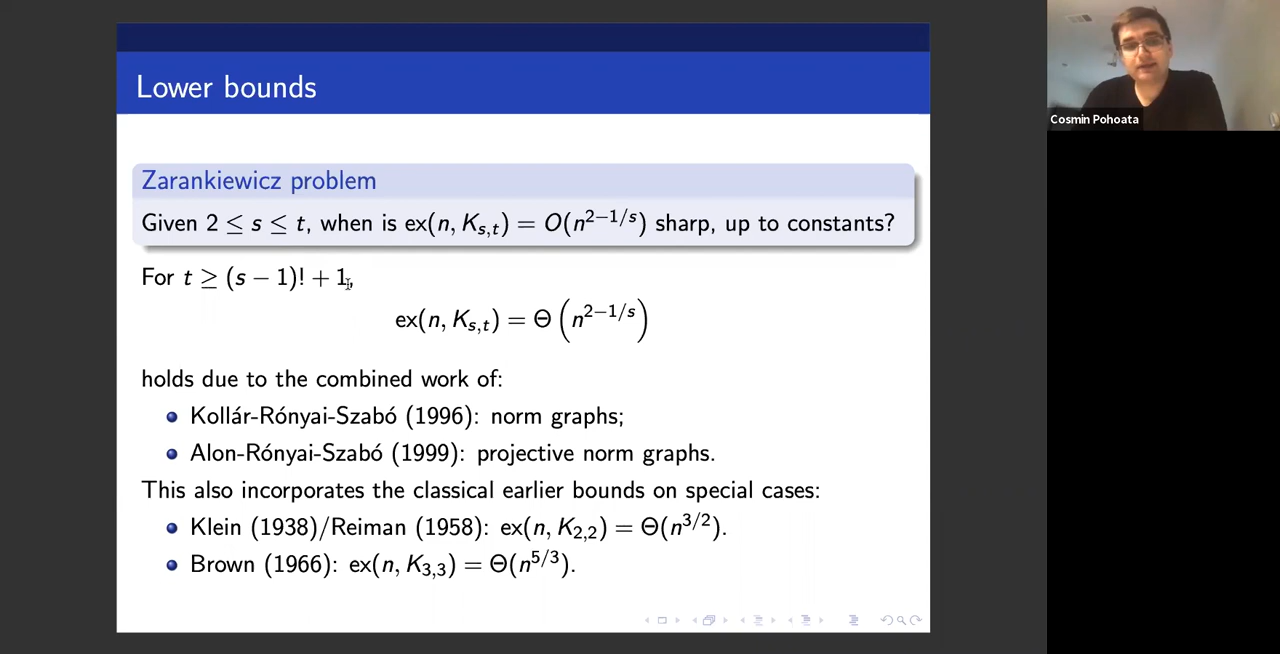 Lower bounds
Zarankiewicz problem
Given 2 ≤ s ≤ t, when is ex(n, K_{s,t}) = O(n^{2−1/s}) sharp, up to constants?
For t ≥ (s − 1)! + 1,
ex(n, K_{s,t}) = Θ(n^{2−1/s})
holds due to the combined work of:
Kollár-Rónyai-Szabó (1996): norm graphs;
Alon-Rónyai-Szabó (1999): projective norm graphs.
This also incorporates the classical earlier bounds on special cases:
Klein (1938)/Reiman (1958): ex(n, K_{2,2}) = Θ(n^{3/2}).
Brown (1966): ex(n, K_{3,3}) = Θ(n^{5/3}).
Cosmin Pohoata